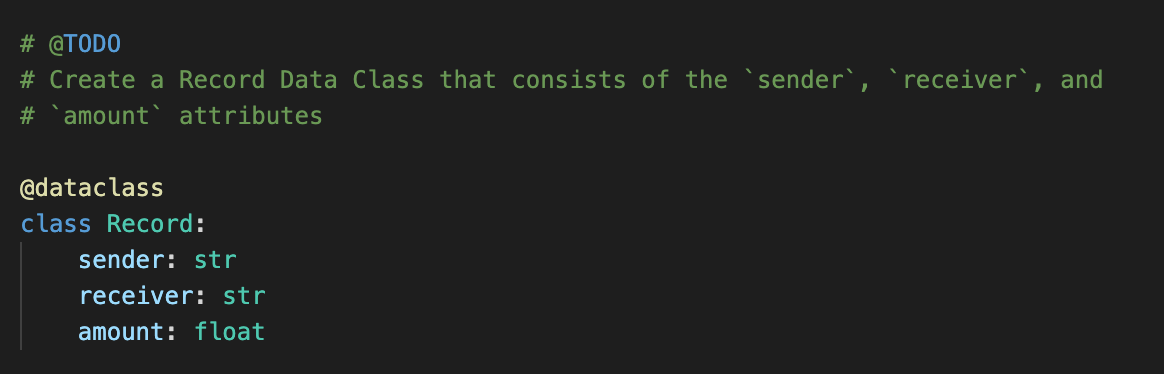 # @TODO
# Create a Record Data Class that consists of the `sender`, `receiver`, and
# `amount` attributes
@dataclass
class Record:
    sender: str
    receiver: str
    amount: float